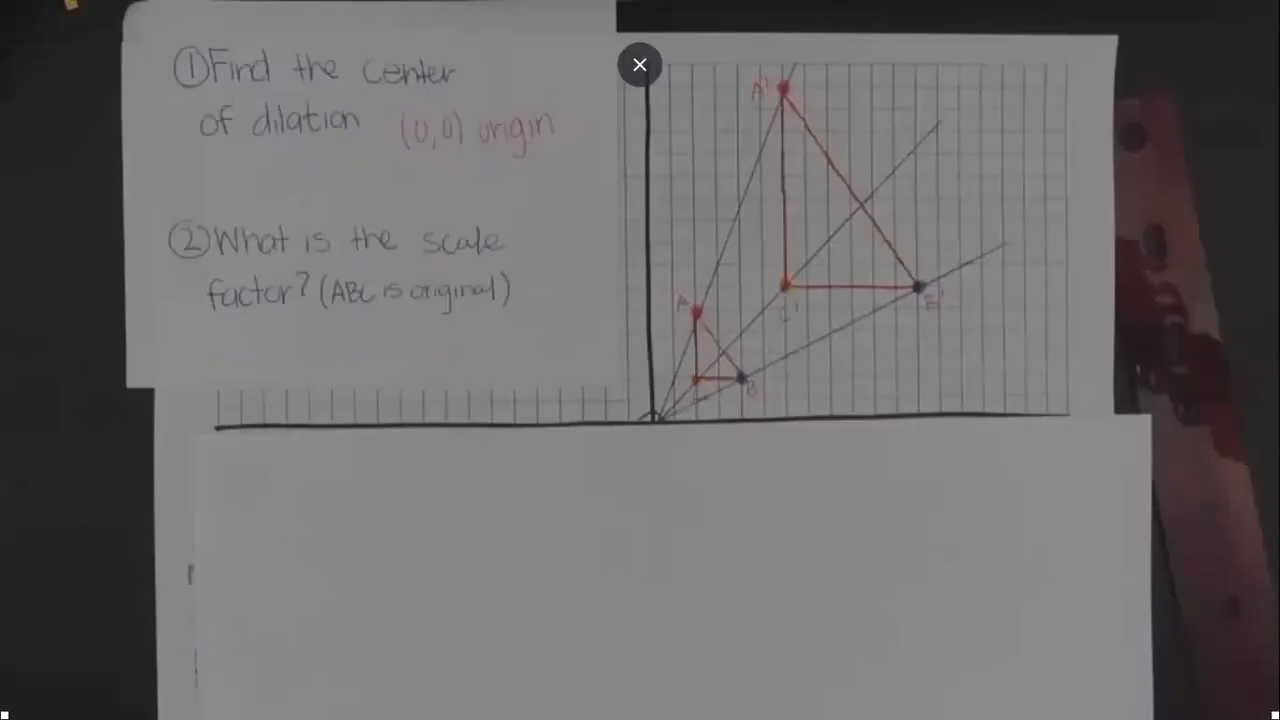 ①Find the center
of dilation (0,0) origin
②What is the scale
factor? (ABC is original)
A'
C'
B'
A
B